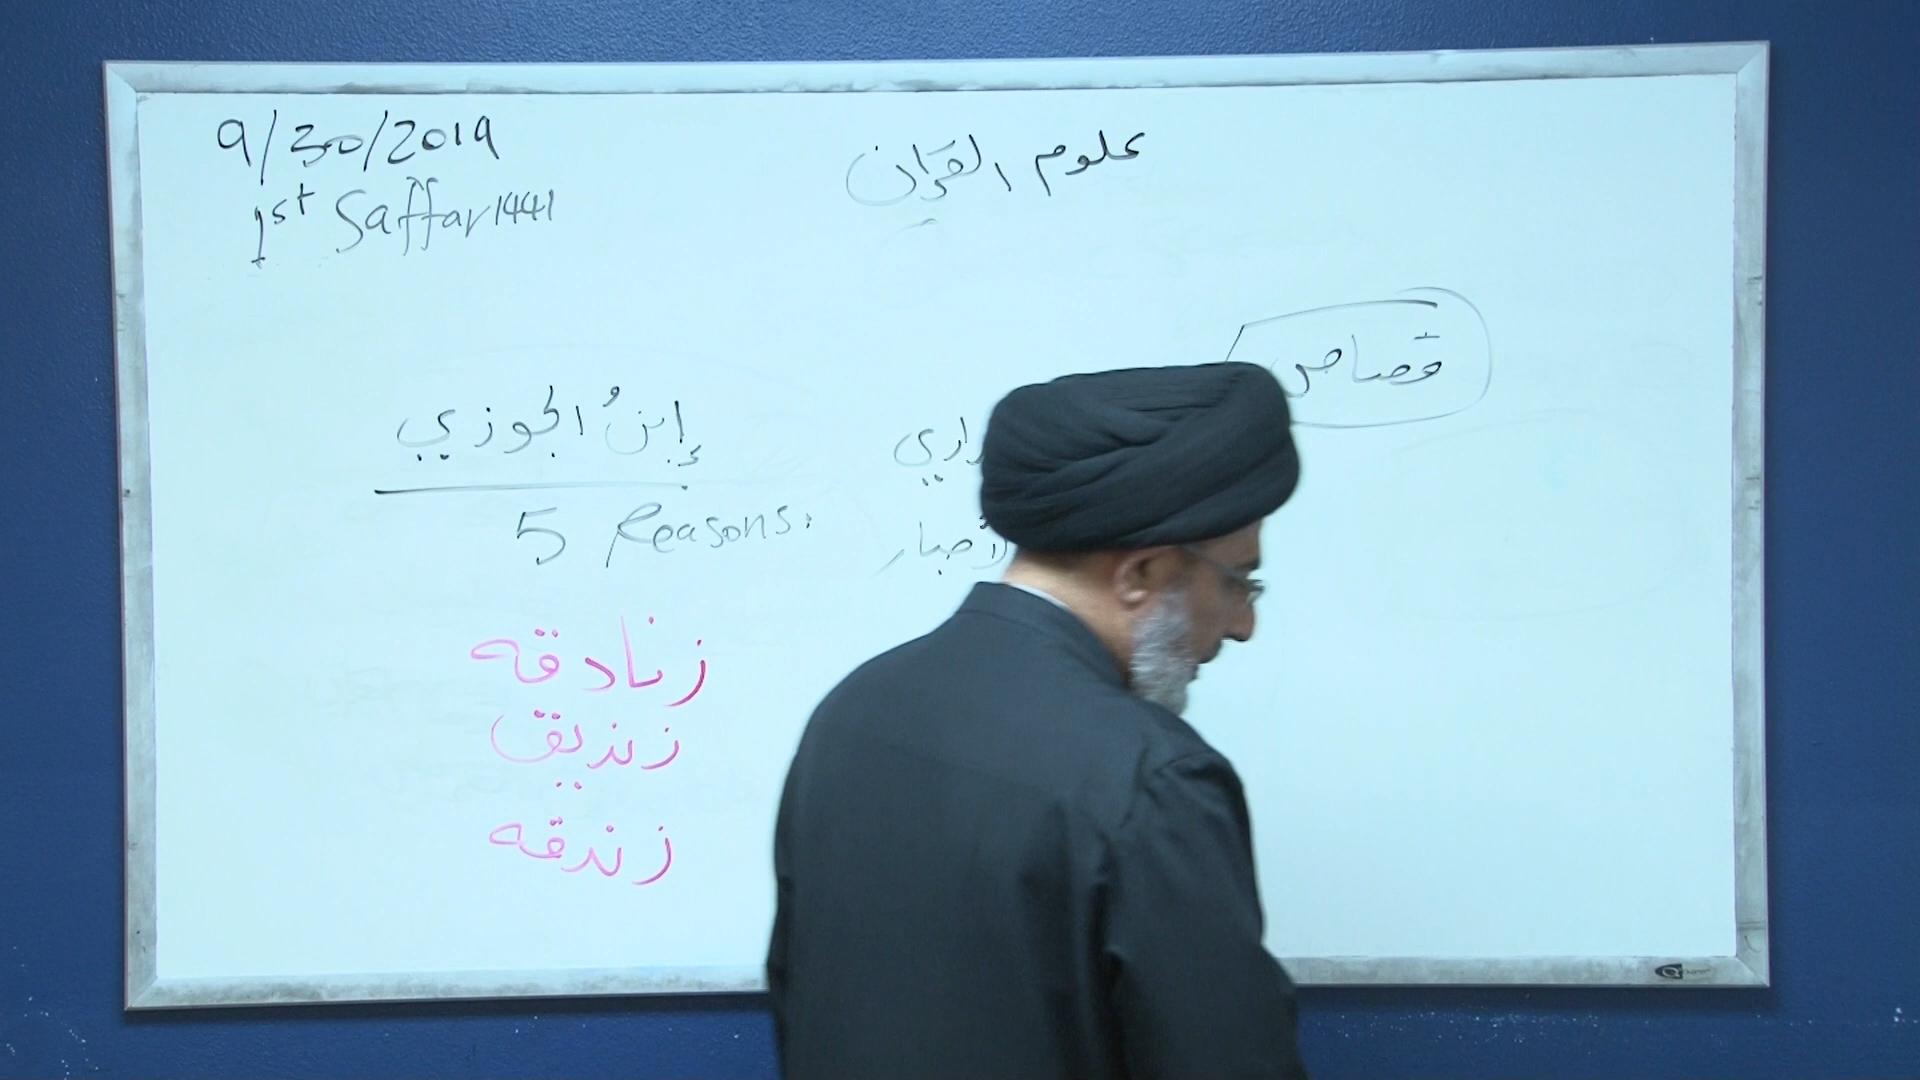 9/30/2019
1st Saffar 1441
علوم القرآن
قصاص
إبنُ الجوزي
5 Reasons:
زنادقه
زنديق
زندقه